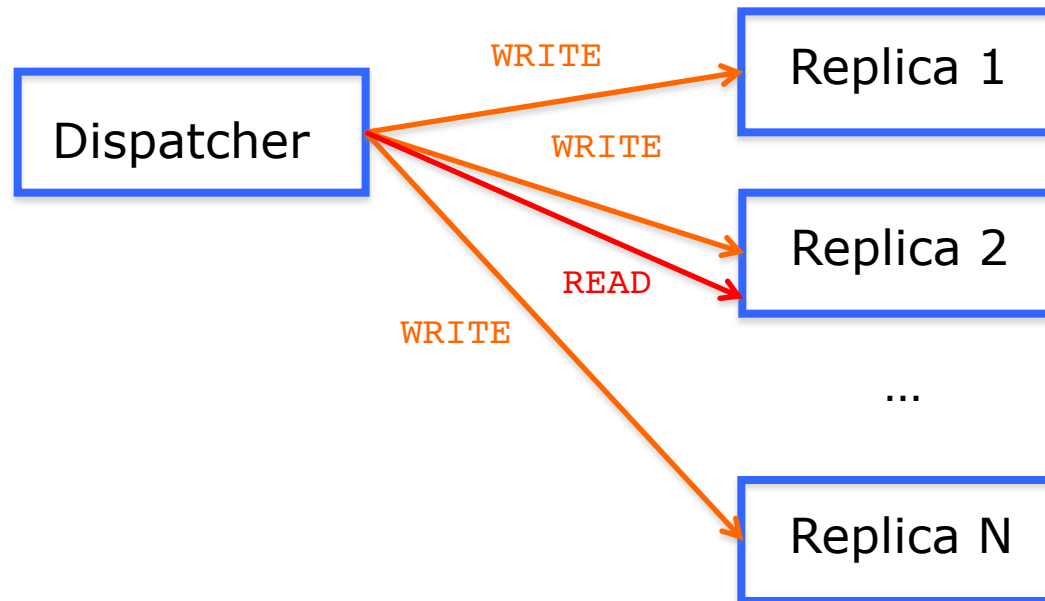 WRITE
Replica 1
Dispatcher
WRITE
Replica 2
READ
WRITE
...
Replica N